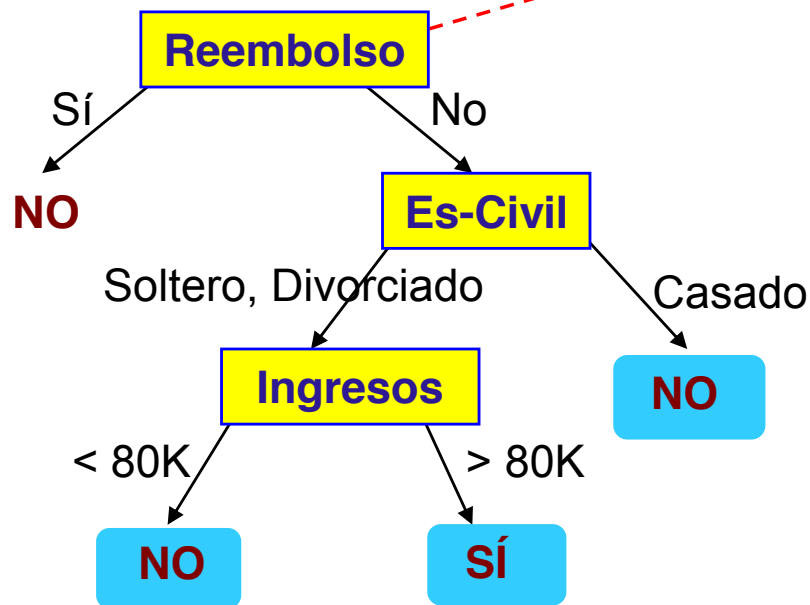 Reembolso
Sí
No
NO
Es-Civil
Soltero, Divorciado
Casado
Ingresos
NO
< 80K
> 80K
NO
SÍ